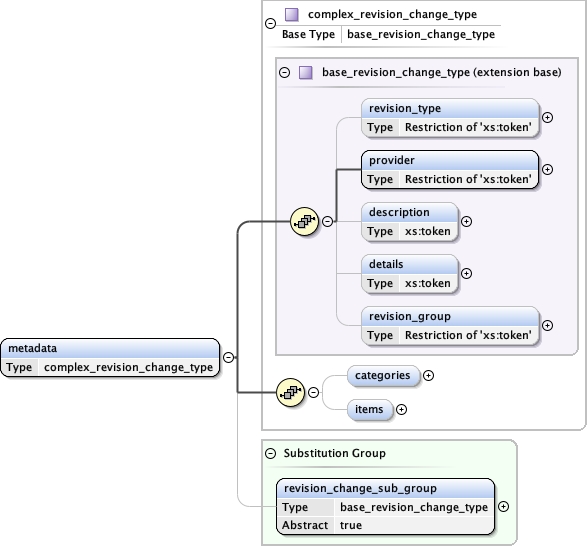 complex_revision_change_type
Base Type base_revision_change_type
base_revision_change_type (extension base)
revision_type
Type Restriction of 'xs:token'
provider
Type Restriction of 'xs:token'
description
Type xs:token
details
Type xs:token
revision_group
Type Restriction of 'xs:token'
metadata
Type complex_revision_change_type
categories
items
Substitution Group
revision_change_sub_group
Type base_revision_change_type
Abstract true